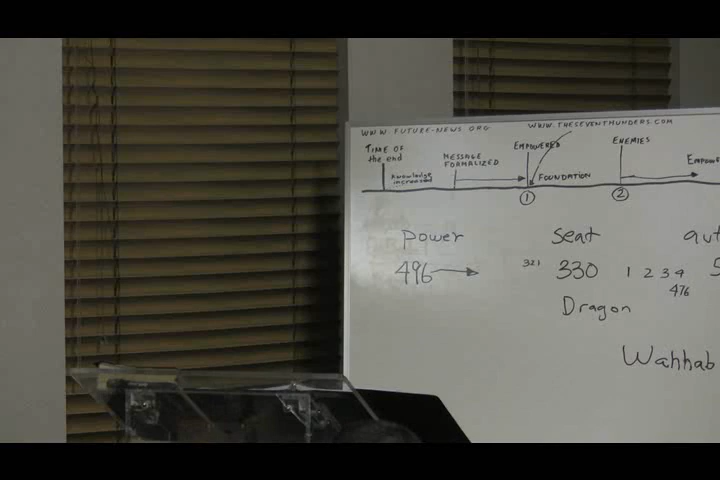 WWW.FUTURE-NEWS.ORG WWW.THESEVENTHUNDERS.COM
TIME OF the end MESSAGE FORMALIZED EMPOWERED ENEMIES
Knowledge increased FOUNDATION
1 2
Power Seat
496 321 330 1 2 3 4
476
Dragon
Wahhab